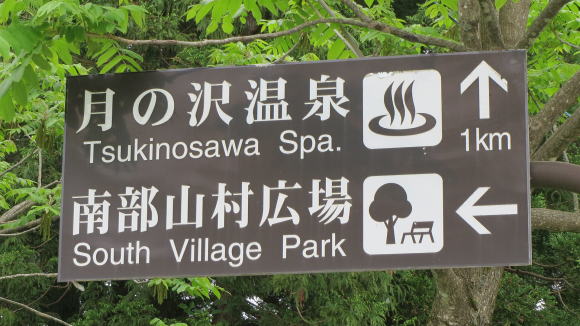 月の沢温泉
Tsukinosawa Spa.
1km
南部山村広場
South Village Park